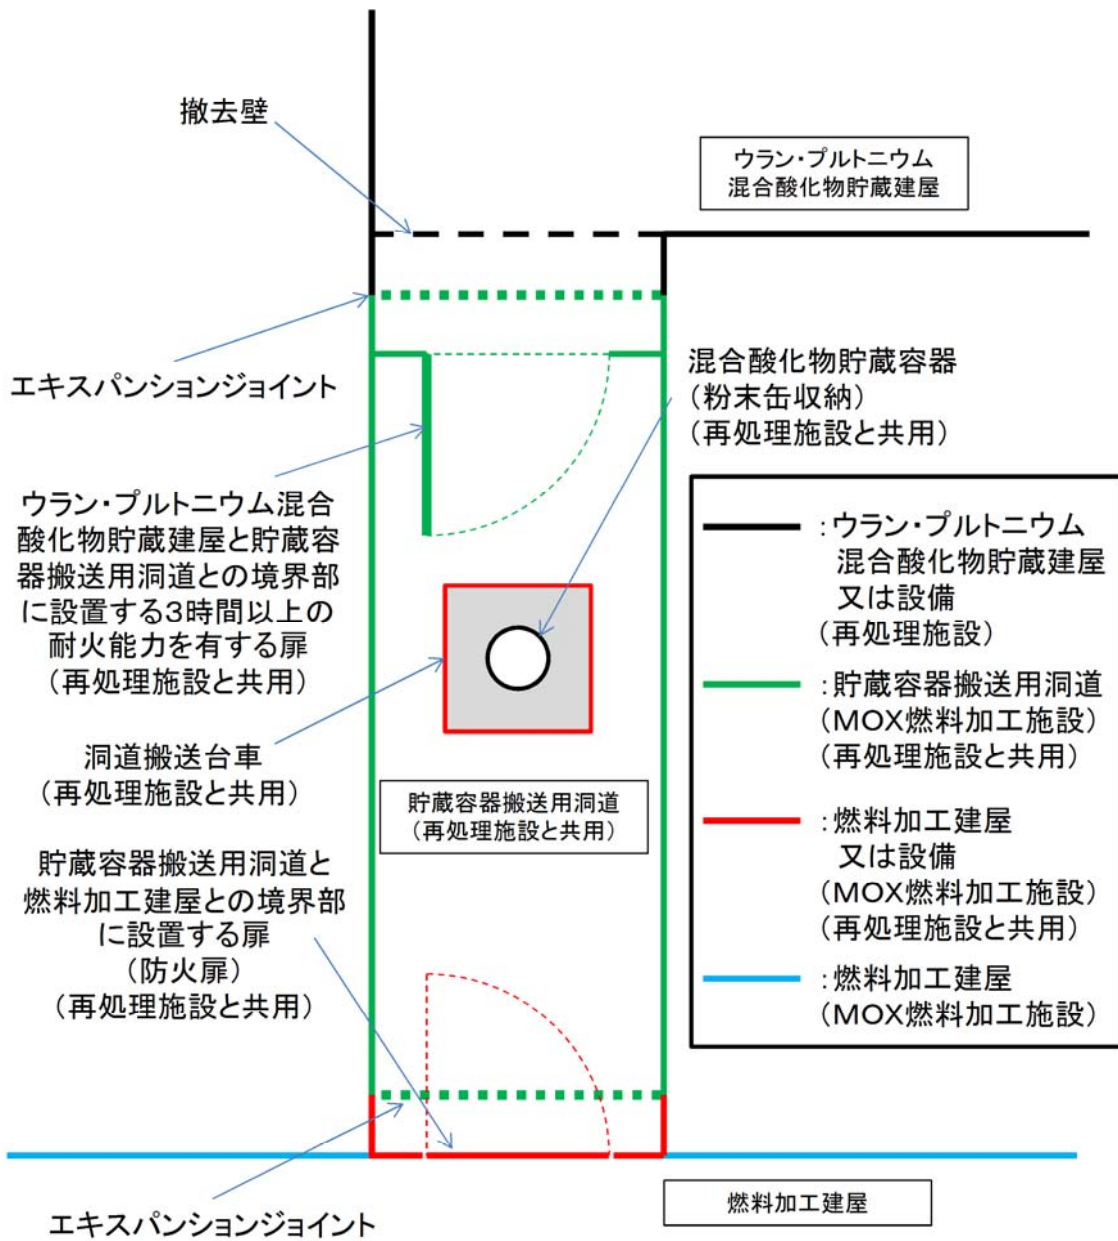 撤去壁
ウラン・プルトニウム
混合酸化物貯蔵建屋
エキスパンションジョイント
混合酸化物貯蔵容器
（粉末缶収納）
（再処理施設と共用）
ウラン・プルトニウム混合
酸化物貯蔵建屋と貯蔵容
器搬送用洞道との境界部
に設置する3時間以上の
耐火能力を有する扉
（再処理施設と共用）
洞道搬送台車
（再処理施設と共用）
貯蔵容器搬送用洞道
（再処理施設と共用）
貯蔵容器搬送用洞道と
燃料加工建屋との境界部
に設置する扉
（防火扉）
（再処理施設と共用）
：ウラン・プルトニウム
混合酸化物貯蔵建屋
又は設備
（再処理施設）
：貯蔵容器搬送用洞道
（MOX燃料加工施設）
（再処理施設と共用）
：燃料加工建屋
又は設備
（MOX燃料加工施設）
（再処理施設と共用）
：燃料加工建屋
（MOX燃料加工施設）
エキスパンションジョイント
燃料加工建屋